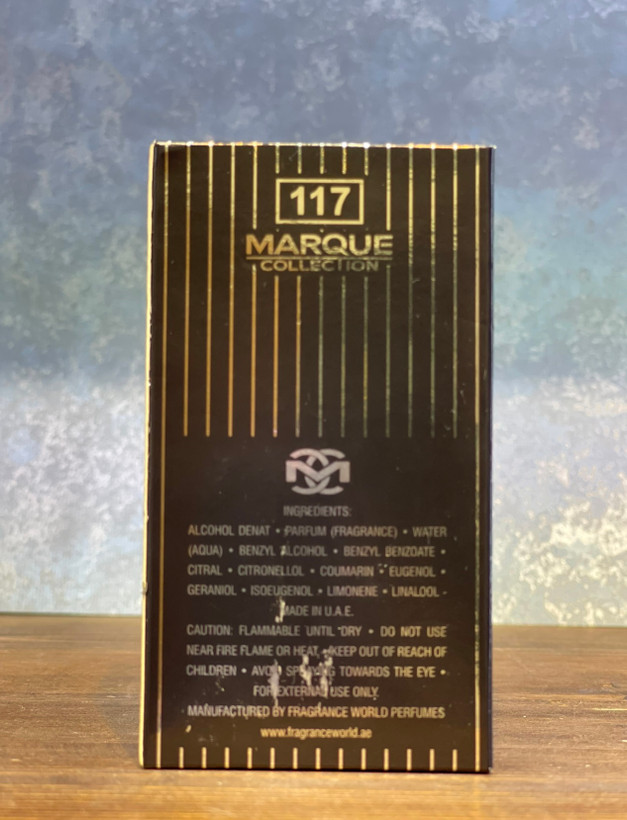 117
MARQUE
COLLECTION
INGREDIENTS:
ALCOHOL DENAT • PARFUM (FRAGRANCE) • WATER
(AQUA) • BENZYL ALCOHOL • BENZYL BENZOATE •
CITRAL • CITRONELLOL • COUMARIN • EUGENOL •
GERANIOL • ISOEUGENOL • LIMONENE • LINALOOL -
MADE IN U.A.E.
CAUTION: FLAMMABLE UNTIL DRY • DO NOT USE
NEAR FIRE FLAME OR HEAT, • KEEP OUT OF REACH OF
CHILDREN • AVOID SPRAYING TOWARDS THE EYE •
FOR EXTERNAL USE ONLY.
MANUFACTURED BY FRAGRANCE WORLD PERFUMES
www.fragranceworld.ae